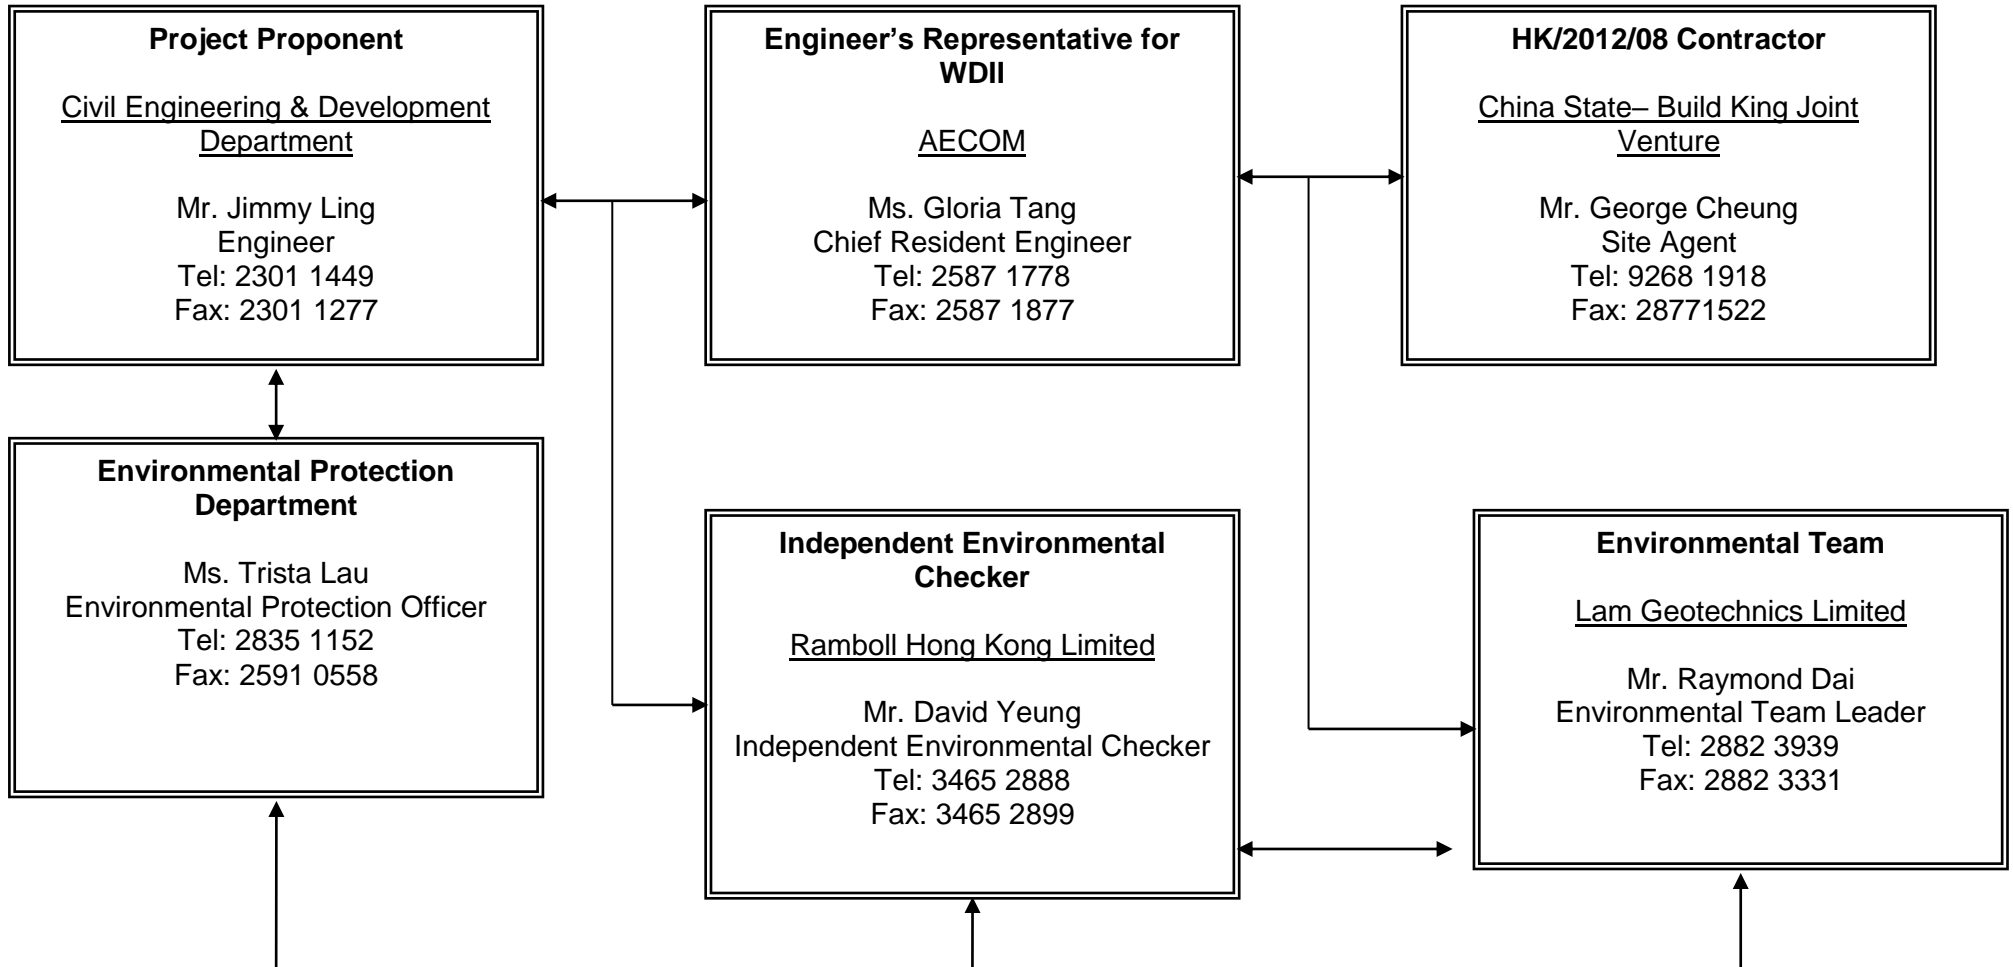 Project Proponent
Civil Engineering & Development
Department
Mr. Jimmy Ling
Engineer
Tel: 2301 1449
Fax: 2301 1277
Engineer’s Representative for
WDII
AECOM
Ms. Gloria Tang
Chief Resident Engineer
Tel: 2587 1778
Fax: 2587 1877
HK/2012/08 Contractor
China State– Build King Joint
Venture
Mr. George Cheung
Site Agent
Tel: 9268 1918
Fax: 28771522
Environmental Protection
Department
Ms. Trista Lau
Environmental Protection Officer
Tel: 2835 1152
Fax: 2591 0558
Independent Environmental
Checker
Ramboll Hong Kong Limited
Mr. David Yeung
Independent Environmental Checker
Tel: 3465 2888
Fax: 3465 2899
Environmental Team
Lam Geotechnics Limited
Mr. Raymond Dai
Environmental Team Leader
Tel: 2882 3939
Fax: 2882 3331